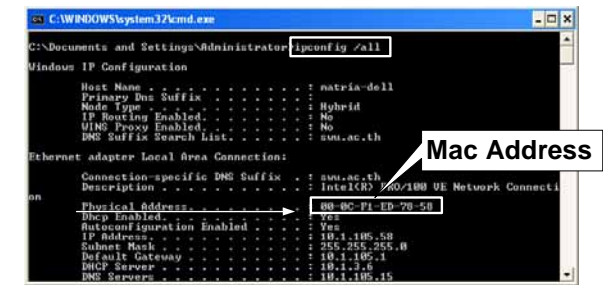 C:\WINDOWS\system32\cmd.exe
C:\Documents and Settings\Administrator>ipconfig /all
Windows IP Configuration
Host Name . . . . . . . . . . . . : matria-dell
Primary Dns Suffix . . . . . . . :
Node Type . . . . . . . . . . . . : Hybrid
IP Routing Enabled. . . . . . . . : No
WINS Proxy Enabled. . . . . . . . : No
DNS Suffix Search List. . . . . . : swu.ac.th
Ethernet adapter Local Area Connection:
Mac Address
Connection-specific DNS Suffix . : swu.ac.th
Description . . . . . . . . . . . : Intel(R) PRO/100 VE Network Connecti
on
Physical Address. . . . . . . . . : 00-0C-F1-ED-78-58
Dhcp Enabled. . . . . . . . . . . : Yes
Autoconfiguration Enabled . . . . : Yes
IP Address. . . . . . . . . . . . : 10.1.105.58
Subnet Mask . . . . . . . . . . . : 255.255.255.0
Default Gateway . . . . . . . . . : 10.1.105.1
DHCP Server . . . . . . . . . . . : 10.1.3.6
DNS Servers . . . . . . . . . . . : 10.1.105.15